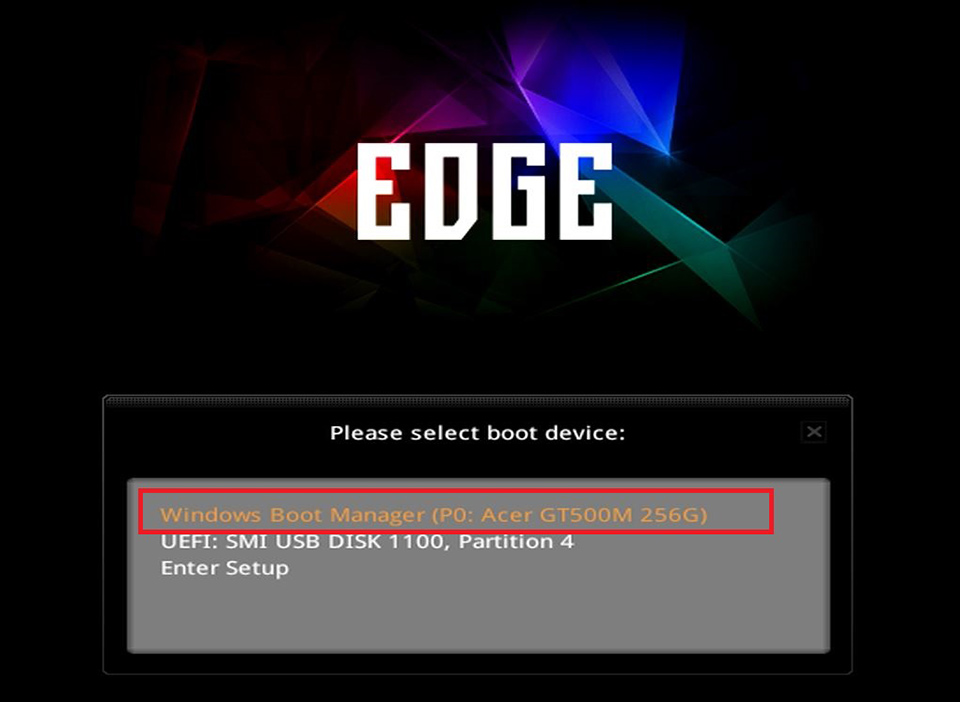 EDGE
Please select boot device:
Windows Boot Manager (P0: Acer GT500M 256G)
UEFI: SMI USB DISK 1100, Partition 4
Enter Setup